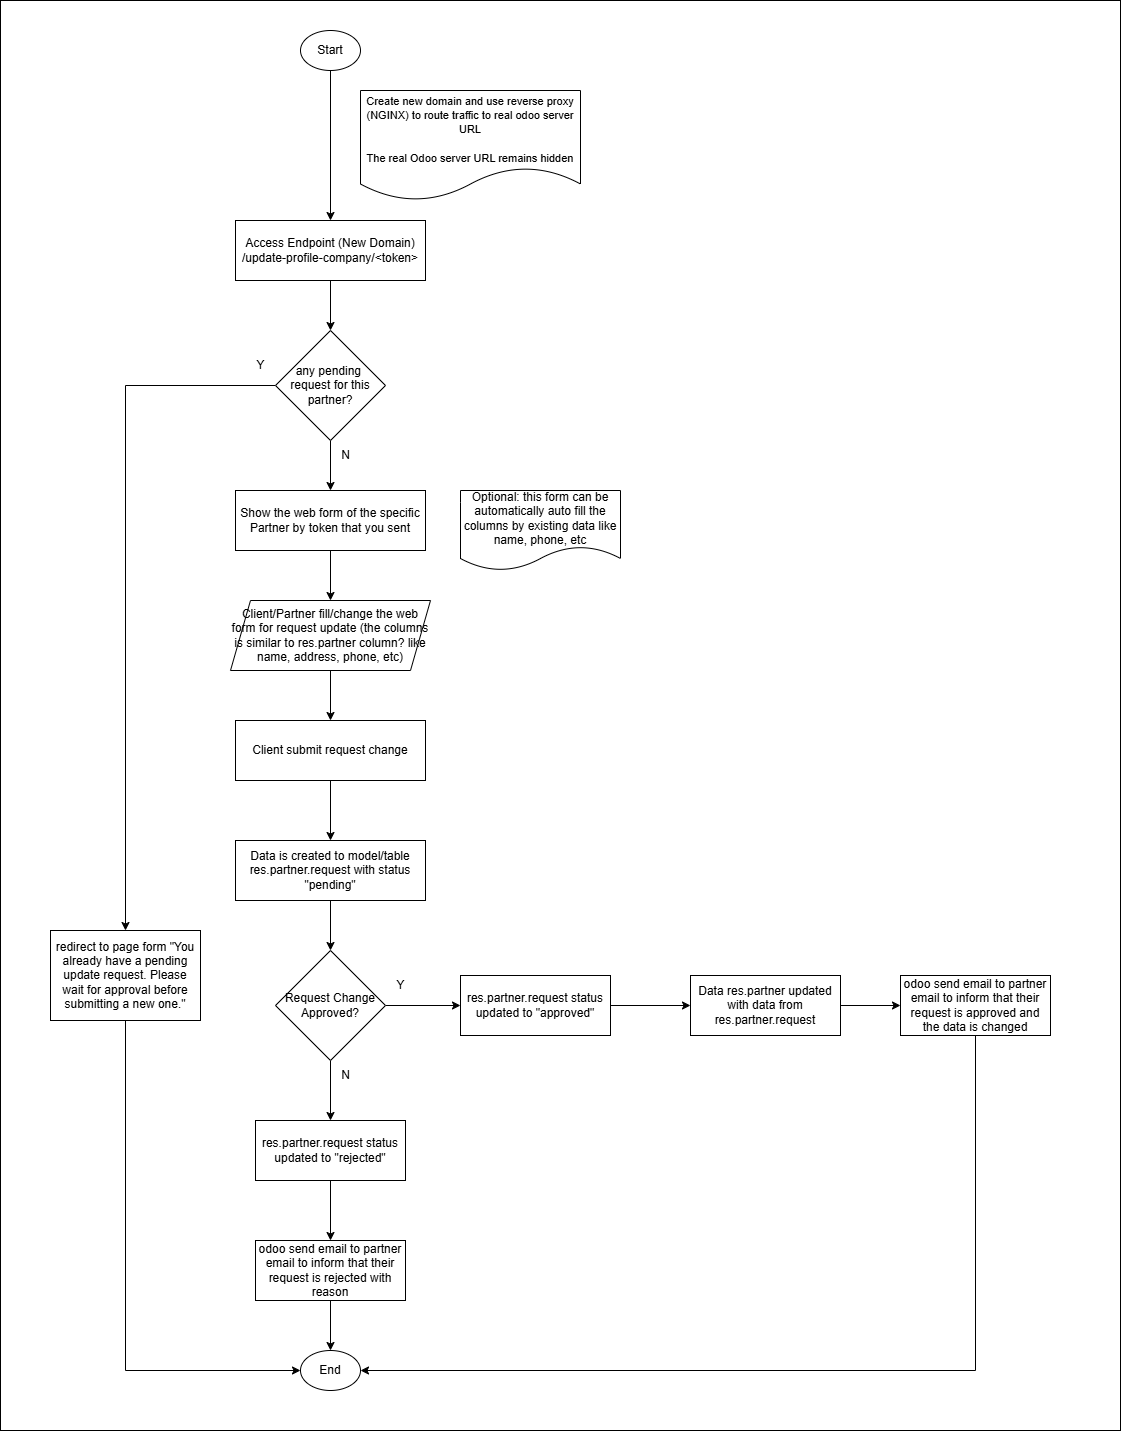 Start
Create new domain and use reverse proxy
(NGINX) to route traffic to real odoo server
URL
The real Odoo server URL remains hidden
Access Endpoint (New Domain)
/update-profile-company/<token>
any pending
request for this
partner?
Y
N
Show the web form of the specific
Partner by token that you sent
Optional: this form can be
automatically auto fill the
columns by existing data like
name, phone, etc
Client/Partner fill/change the web
form for request update (the columns
is similar to res.partner column? like
name, address, phone, etc)
Client submit request change
Data is created to model/table
res.partner.request with status
"pending"
redirect to page form "You
already have a pending
update request. Please
wait for approval before
submitting a new one."
Request Change
Approved?
Y
N
res.partner.request status
updated to "approved"
Data res.partner updated
with data from
res.partner.request
odoo send email to partner
email to inform that their
request is approved and
the data is changed
res.partner.request status
updated to "rejected"
odoo send email to partner
email to inform that their
request is rejected with
reason
End